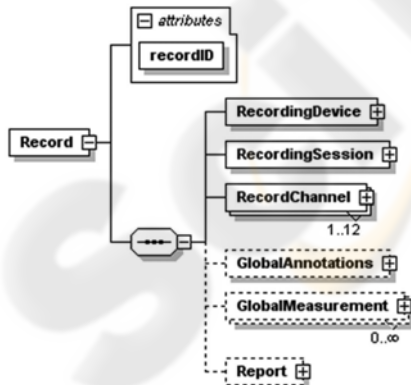 attributes
recordID
Record
RecordingDevice
RecordingSession
RecordChannel
1..12
GlobalAnnotations
GlobalMeasurement
0..∞
Report